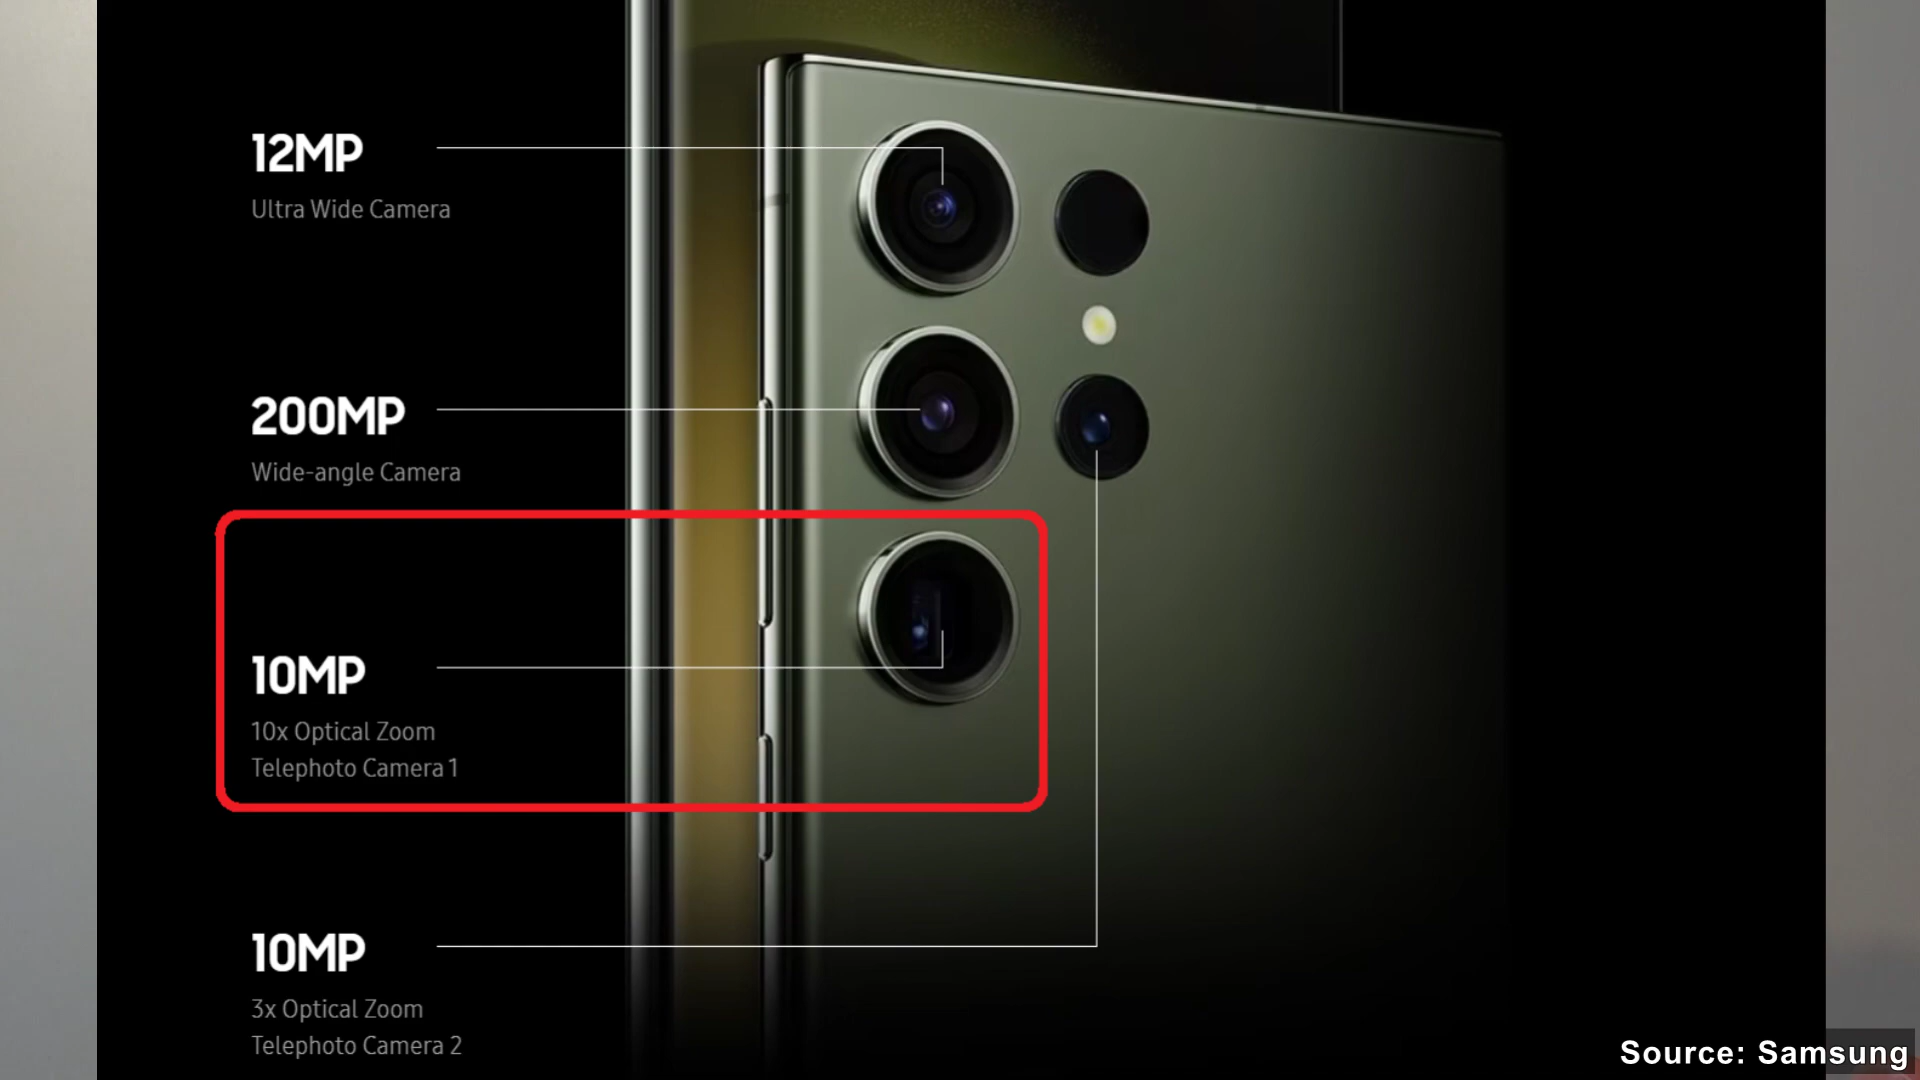 12MP
Ultra Wide Camera
200MP
Wide-angle Camera
10MP
10x Optical Zoom
Telephoto Camera 1
10MP
3x Optical Zoom
Telephoto Camera 2
Source: Samsung